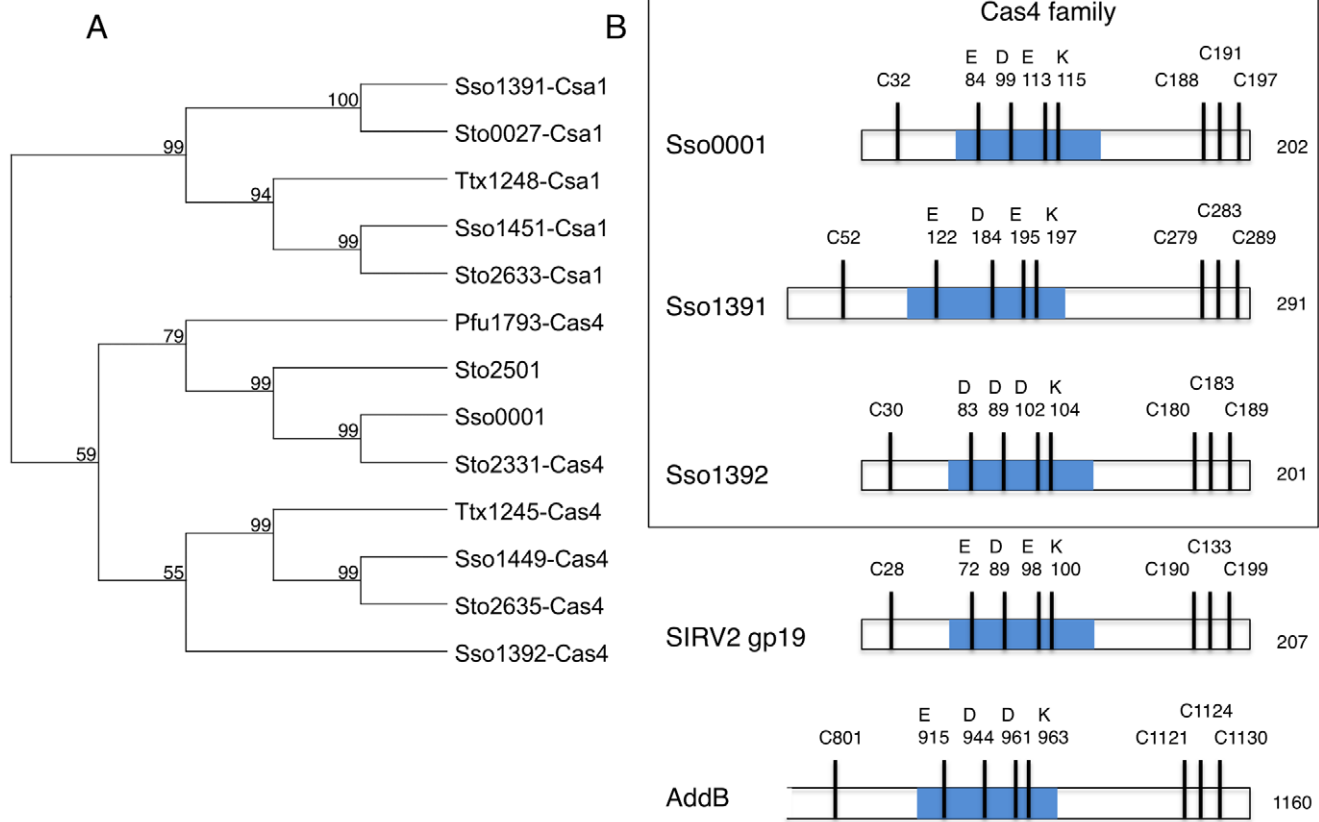 A
100
99
94
99
79
99
99
59
99
99
55
Sso1391-Csa1
Sto0027-Csa1
Ttx1248-Csa1
Sso1451-Csa1
Sto2633-Csa1
Pfu1793-Cas4
Sto2501
Sso0001
Sto2331-Cas4
Ttx1245-Cas4
Sso1449-Cas4
Sto2635-Cas4
Sso1392-Cas4
B
Cas4 family
Sso0001
E D E K
C191
C32 84 99 113 115 C188 C197
202
Sso1391
E D E K
C283
C52 122 184 195 197 C279 C289
291
Sso1392
D D D K
C183
C30 83 89 102 104 C180 C189
201
SIRV2 gp19
E D E K
C133
C28 72 89 98 100 C190 C199
207
AddB
E D D K
C1124
C801 915 944 961 963 C1121 C1130
1160